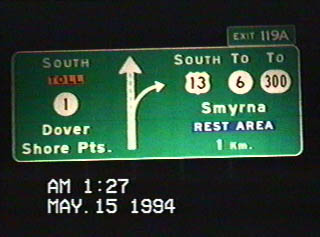 EXIT 119A
SOUTH
TOLL
1
Dover
Shore Pts.
SOUTH TO TO
13 6 300
Smyrna
REST AREA
1 Km.
AM 1:27
MAY. 15 1994